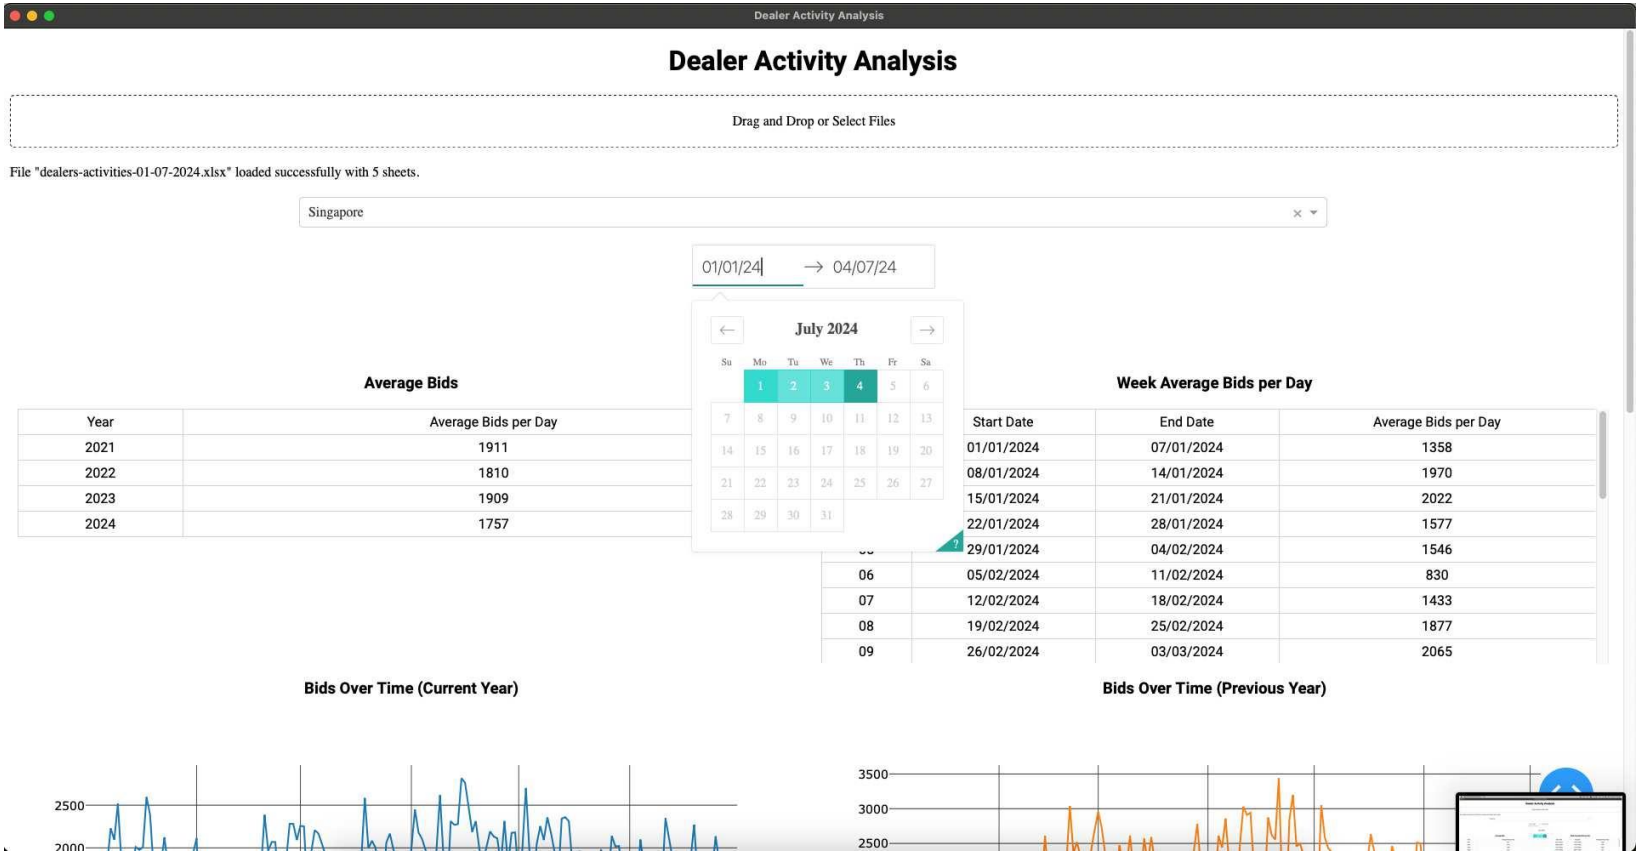 Dealer Activity Analysis
Dealer Activity Analysis
Drag and Drop or Select Files
File "dealers-activities-01-07-2024.xlsx" loaded successfully with 5 sheets.
Singapore
01/01/24 → 04/07/24
← July 2024 →
Su Mo Tu We Th Fr Sa
1 2 3 4 5 6
7 8 9 10 11 12 13
14 15 16 17 18 19 20
21 22 23 24 25 26 27
28 29 30 31
?
Average Bids
Year Average Bids per Day
2021 1911
2022 1810
2023 1909
2024 1757
Week Average Bids per Day
Start Date End Date Average Bids per Day
01/01/2024 07/01/2024 1358
08/01/2024 14/01/2024 1970
15/01/2024 21/01/2024 2022
22/01/2024 28/01/2024 1577
29/01/2024 04/02/2024 1546
06 05/02/2024 11/02/2024 830
07 12/02/2024 18/02/2024 1433
08 19/02/2024 25/02/2024 1877
09 26/02/2024 03/03/2024 2065
Bids Over Time (Current Year)
2500
2000
Bids Over Time (Previous Year)
3500
3000
2500